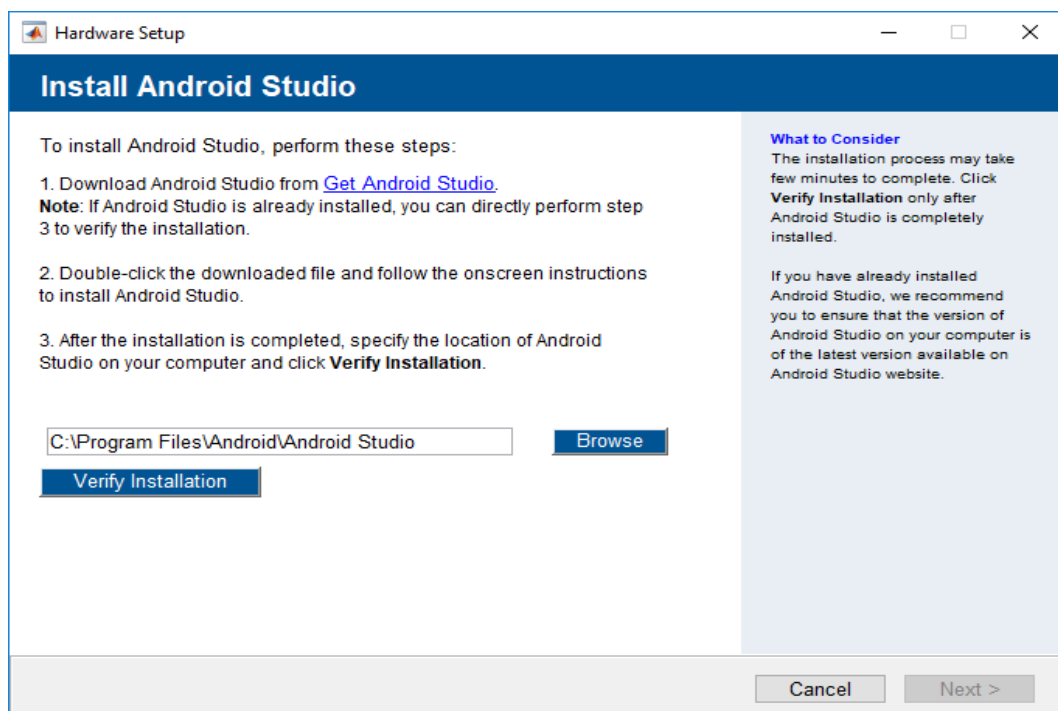 Hardware Setup
Install Android Studio
To install Android Studio, perform these steps:
1. Download Android Studio from Get Android Studio.
Note: If Android Studio is already installed, you can directly perform step
3 to verify the installation.
2. Double-click the downloaded file and follow the onscreen instructions
to install Android Studio.
3. After the installation is completed, specify the location of Android
Studio on your computer and click Verify Installation.
C:\Program Files\Android\Android Studio
Browse
Verify Installation
What to Consider
The installation process may take
few minutes to complete. Click
Verify Installation only after
Android Studio is completely
installed.
If you have already installed
Android Studio, we recommend
you to ensure that the version of
Android Studio on your computer is
of the latest version available on
Android Studio website.
Cancel
Next >